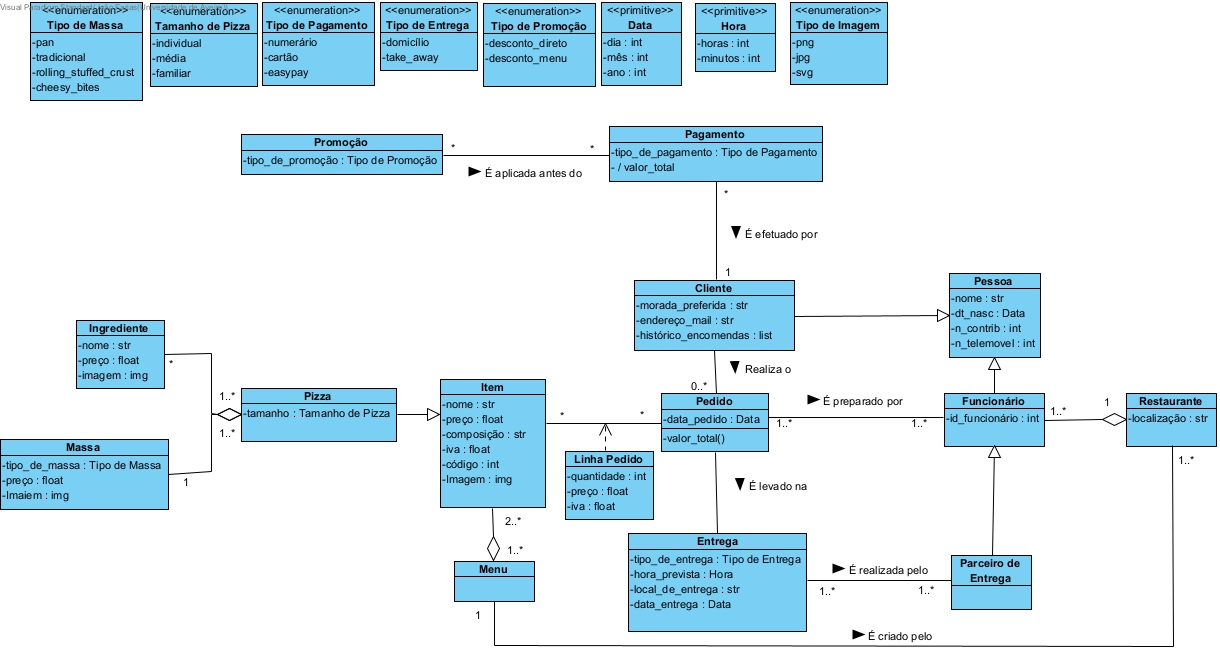 Visual Paradigm Standard(Universidade de Aveiro)
<<enumeration>>
Tipo de Massa
-pan
-tradicional
-rolling_stuffed_crust
-cheesy_bites
<<enumeration>>
Tamanho de Pizza
-individual
-média
-familiar
<<enumeration>>
Tipo de Pagamento
-numerário
-cartão
-easypay
<<enumeration>>
Tipo de Entrega
-domicílio
-take_away
<<enumeration>>
Tipo de Promoção
-desconto_direto
-desconto_menu
<<primitive>>
Data
-dia : int
-mês : int
-ano : int
<<primitive>>
Hora
-horas : int
-minutos : int
<<enumeration>>
Tipo de Imagem
-png
-jpg
-svg
Promoção
-tipo_de_promoção : Tipo de Promoção
*
*
É aplicada antes do
Pagamento
-tipo_de_pagamento : Tipo de Pagamento
- / valor_total
*
É efetuado por
1
Cliente
-morada_preferida : str
-endereço_mail : str
-histórico_encomendas : list
Pessoa
-nome : str
-dt_nasc : Data
-n_contrib : int
-n_telemovel : int
Realiza o
0..*
Ingrediente
-nome : str
-preço : float
-imagem : img
*
1..*
1..*
Pizza
-tamanho : Tamanho de Pizza
Massa
-tipo_de_massa : Tipo de Massa
-preço : float
-Imaiem : img
1
Item
-nome : str
-preço : float
-composição : str
-iva : float
-código : int
-Imagem : img
*
*
Linha Pedido
-quantidade : int
-preço : float
-iva : float
Pedido
-data_pedido : Data
-valor_total()
É preparado por
1..*
1..*
Funcionário
-id_funcionário : int
1..*
1
Restaurante
-localização : str
1..*
É levado na
2..*
1..*
Menu
1
Entrega
-tipo_de_entrega : Tipo de Entrega
-hora_prevista : Hora
-local_de_entrega : str
-data_entrega : Data
É realizada pelo
1..*
1..*
Parceiro de
Entrega
É criado pelo